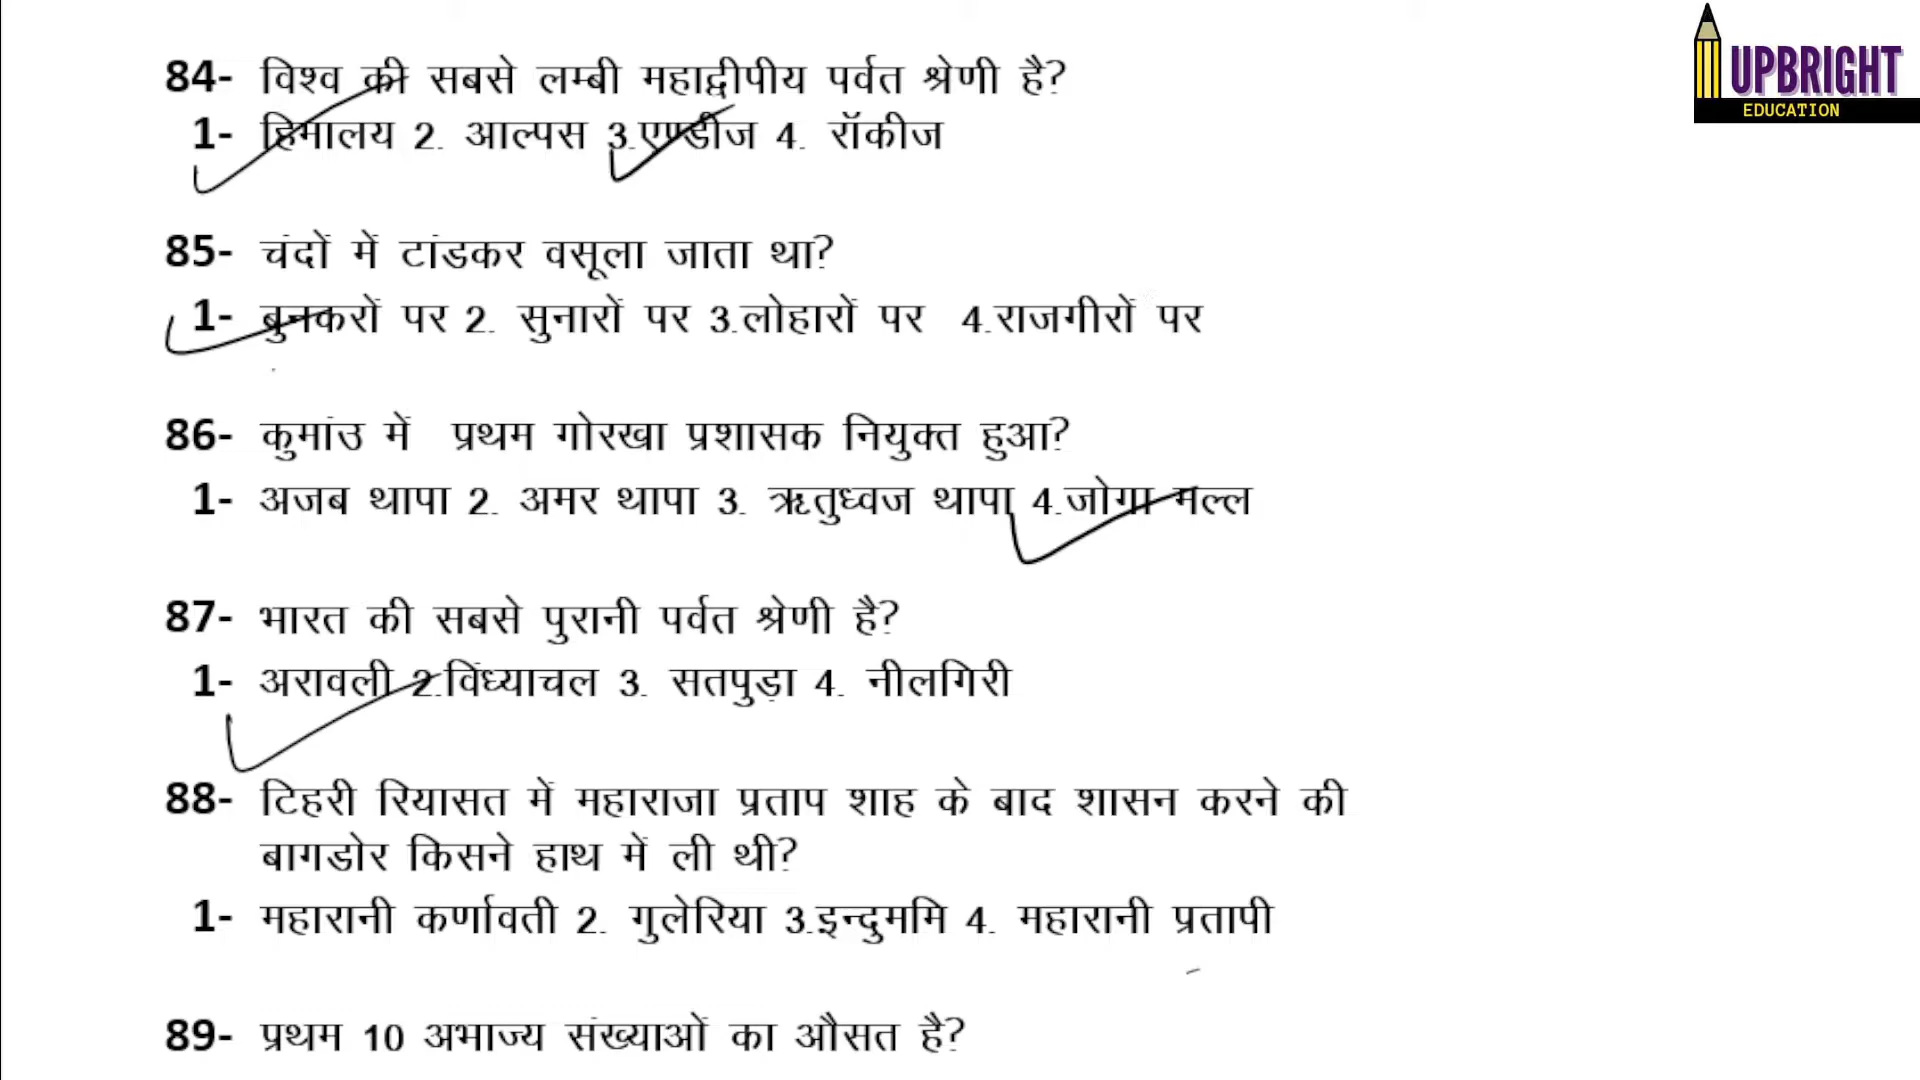 UPBRIGHT
EDUCATION
84- विश्व की सबसे लम्बी महाद्वीपीय पर्वत श्रेणी है?
1- हिमालय 2. आल्पस 3.एण्डीज 4. रॉकीज
85- चंदों में टांडकर वसूला जाता था?
1- बुनकरों पर 2. सुनारों पर 3.लोहारों पर 4.राजगीरों पर
86- कुमांउ में प्रथम गोरखा प्रशासक नियुक्त हुआ?
1- अजब थापा 2. अमर थापा 3. ऋतुध्वज थापा 4.जोगा मल्ल
87- भारत की सबसे पुरानी पर्वत श्रेणी है?
1- अरावली 2.विंध्याचल 3. सतपुड़ा 4. नीलगिरी
88- टिहरी रियासत में महाराजा प्रताप शाह के बाद शासन करने की
बागडोर किसने हाथ में ली थी?
1- महारानी कर्णावती 2. गुलेरिया 3.इन्दुममि 4. महारानी प्रतापी
89- प्रथम 10 अभाज्य संख्याओं का औसत है?